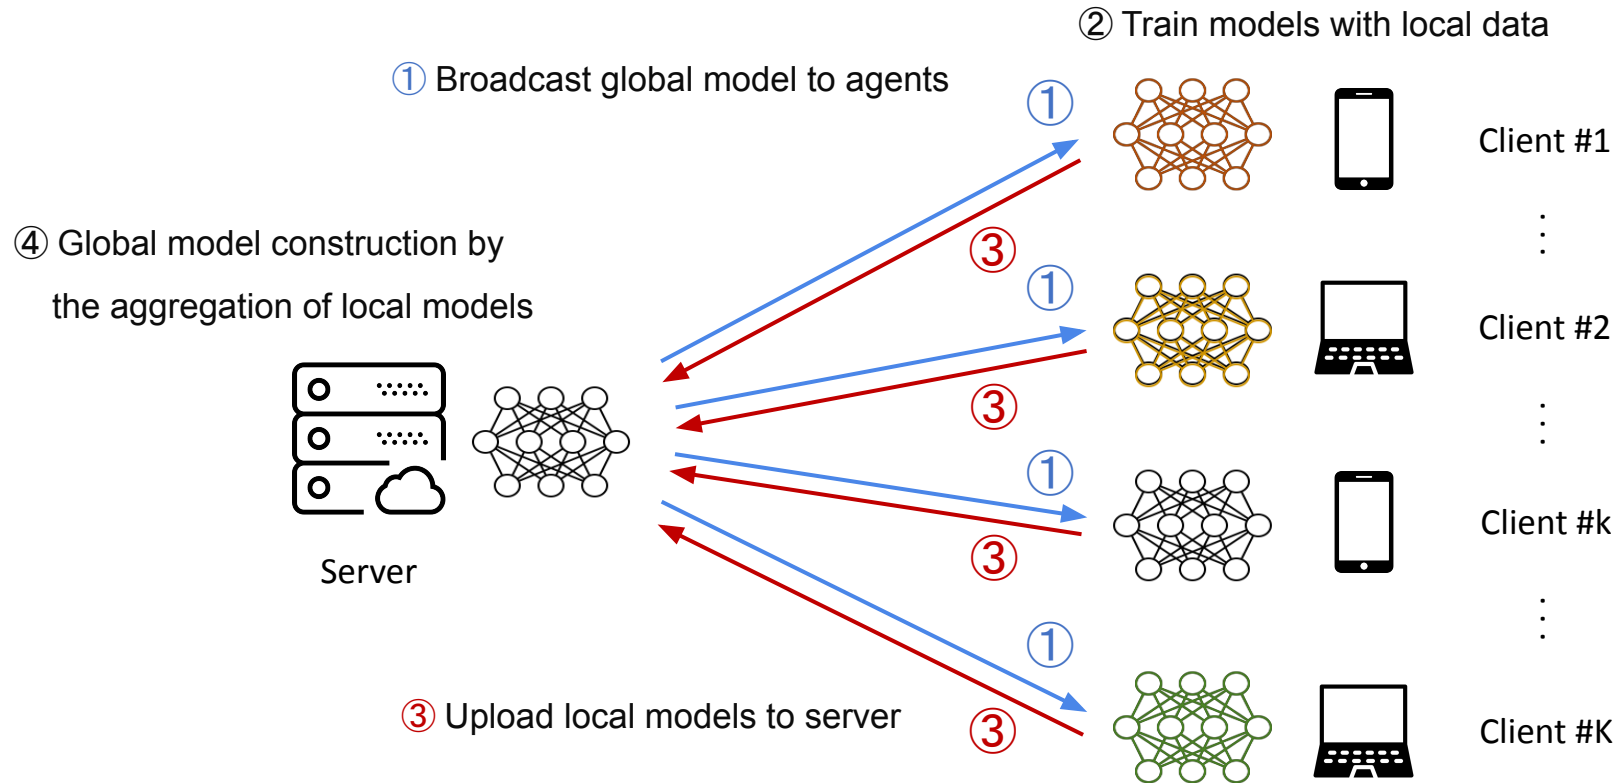 ② Train models with local data
① Broadcast global model to agents
①
Client #1
⋮
③
④ Global model construction by
the aggregation of local models
①
Client #2
③
⋮
①
Client #k
③
Server
⋮
①
③ Upload local models to server
③
Client #K